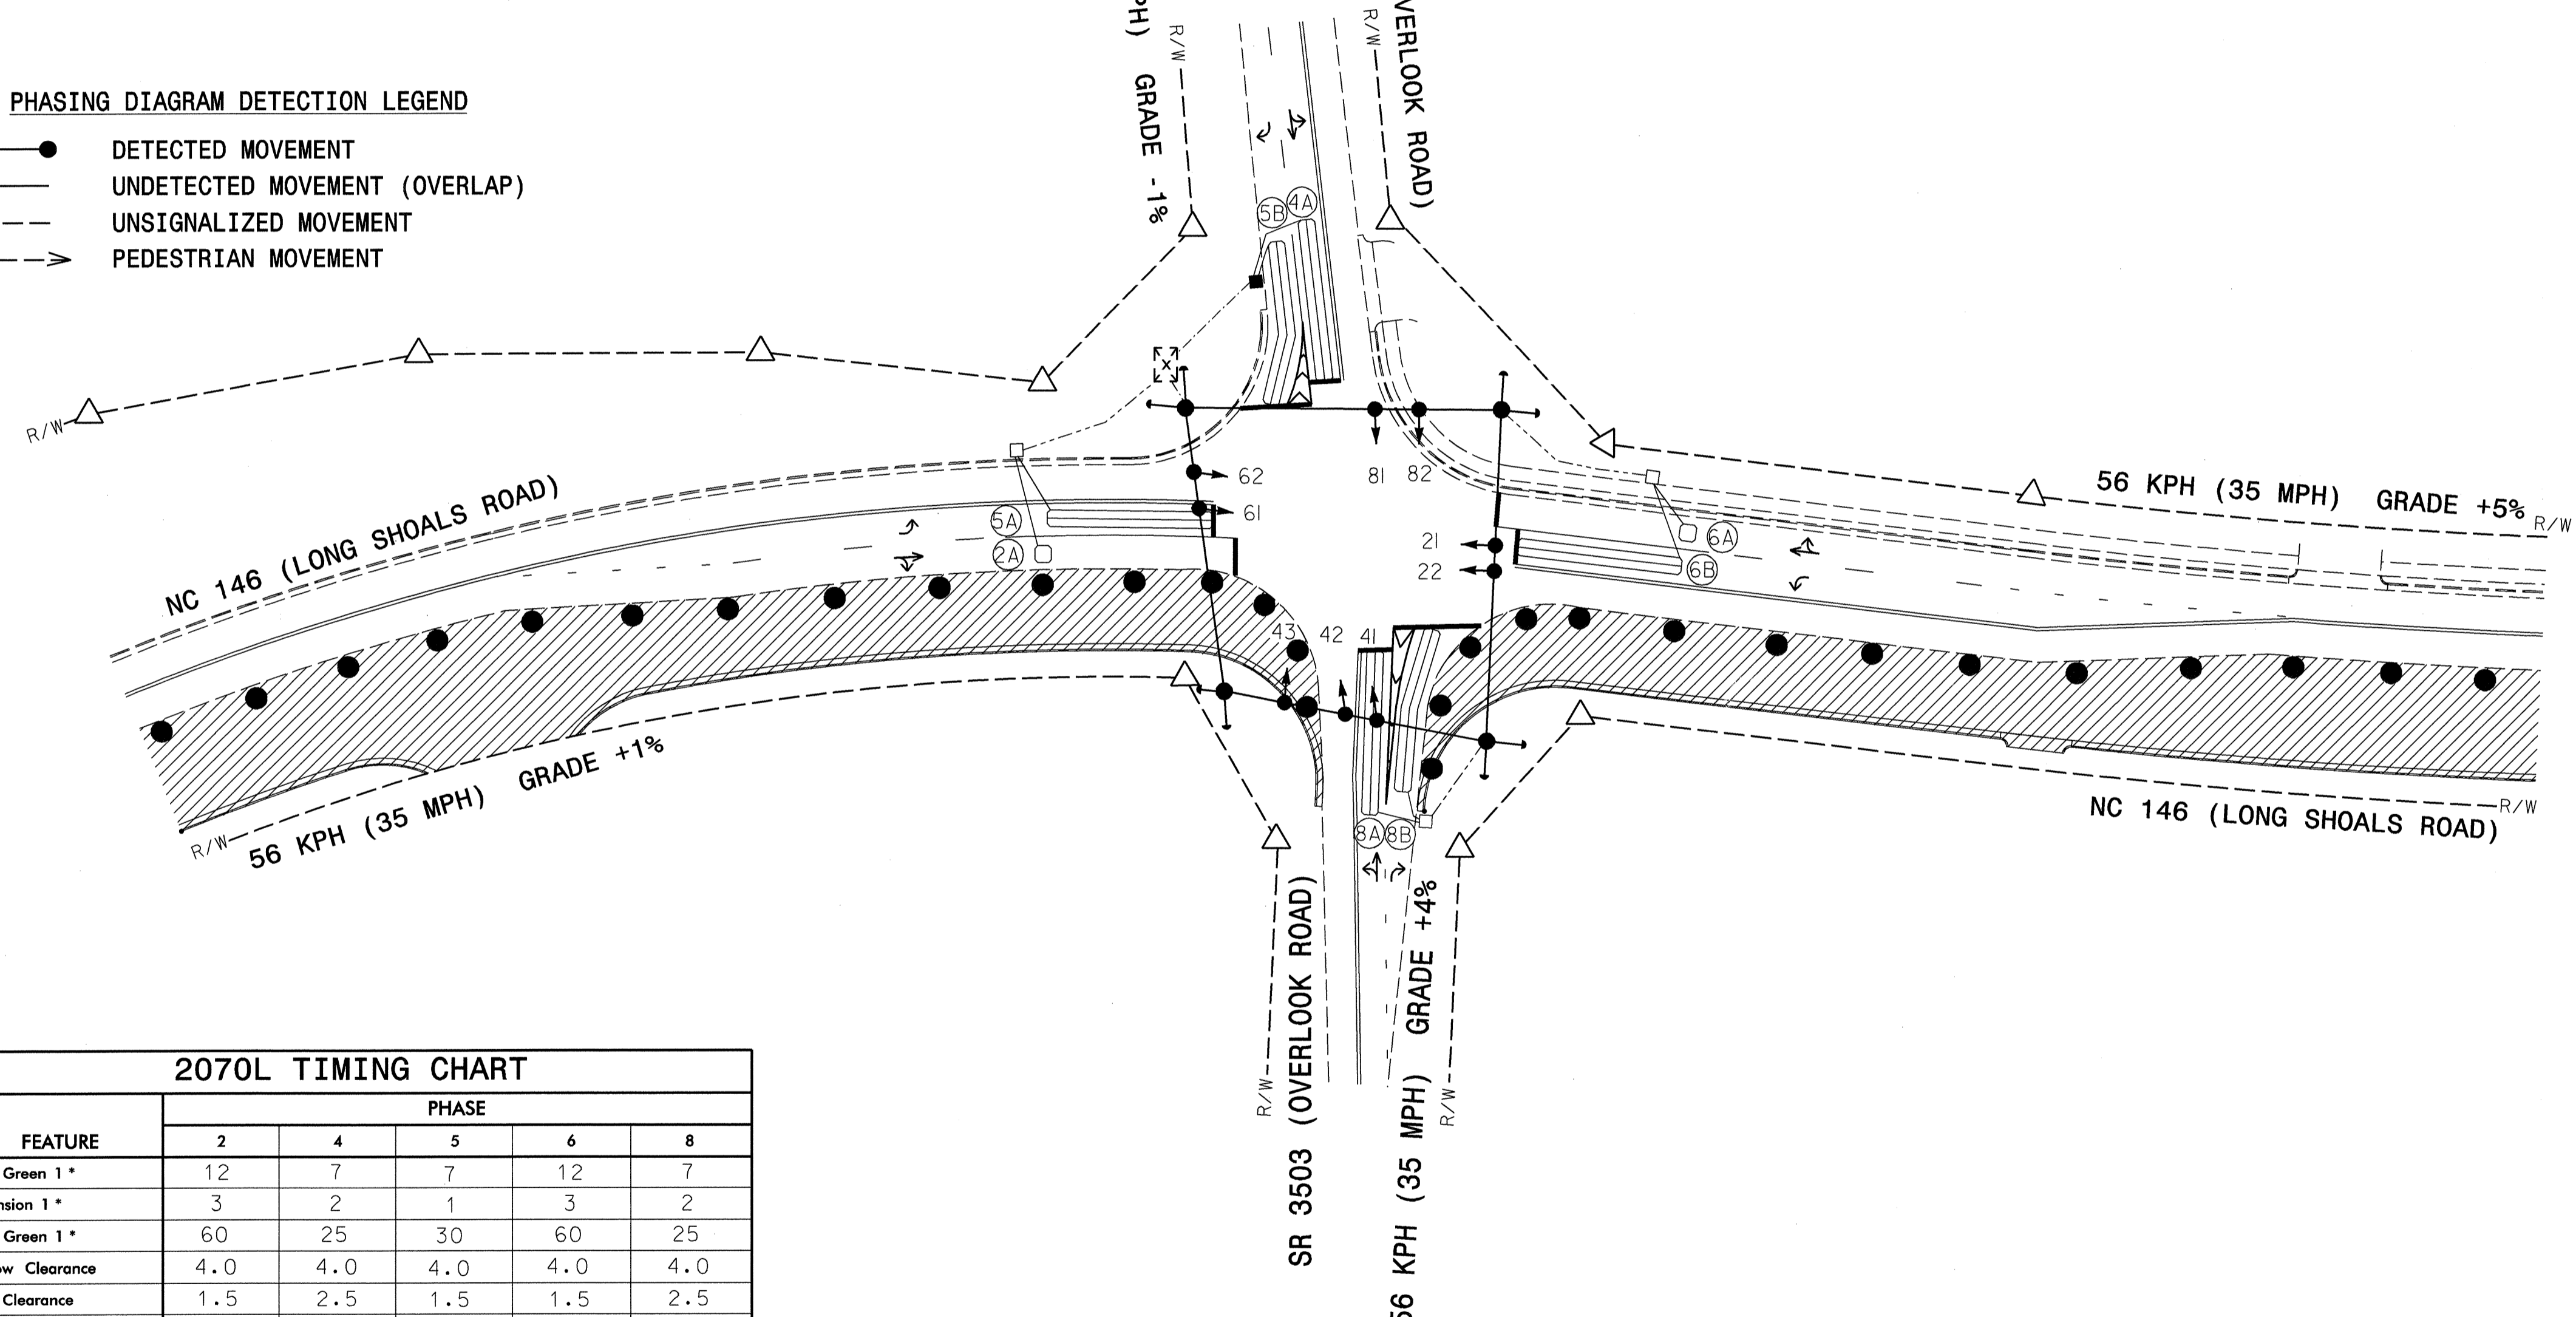 PHASING DIAGRAM DETECTION LEGEND
DETECTED MOVEMENT
UNDETECTED MOVEMENT (OVERLAP)
UNSIGNALIZED MOVEMENT
PEDESTRIAN MOVEMENT
PH) GRADE -1%
R/W
R/W
VERLOOK ROAD)
5B
4A
X
R/W
NC 146 (LONG SHOALS ROAD)
62
61
5A
2A
81
82
21
22
6A
6B
56 KPH (35 MPH) GRADE +5%
R/W
43
42
41
R/W
56 KPH (35 MPH) GRADE +1%
NC 146 (LONG SHOALS ROAD)
R/W
8A
8B
R/W
SR 3503 (OVERLOOK ROAD)
56 KPH (35 MPH) GRADE +4%
R/W
2070L TIMING CHART
FEATURE
PHASE
2 4 5 6 8
Green 1 * 12 7 7 12 7
nsion 1 * 3 2 1 3 2
Green 1 * 60 25 30 60 25
ow Clearance 4.0 4.0 4.0 4.0 4.0
Clearance 1.5 2.5 1.5 1.5 2.5